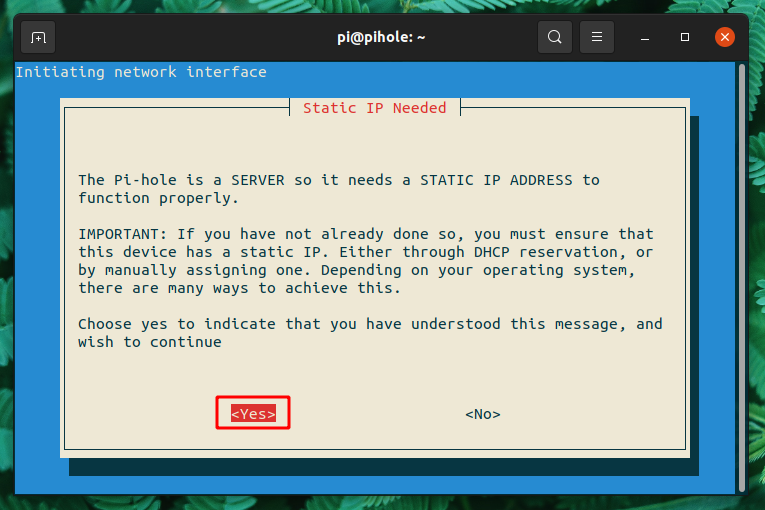 pi@pihole: ~
Initiating network interface
Static IP Needed
The Pi-hole is a SERVER so it needs a STATIC IP ADDRESS to
function properly.
IMPORTANT: If you have not already done so, you must ensure that
this device has a static IP. Either through DHCP reservation, or
by manually assigning one. Depending on your operating system,
there are many ways to achieve this.
Choose yes to indicate that you have understood this message, and
wish to continue
<Yes> <No>